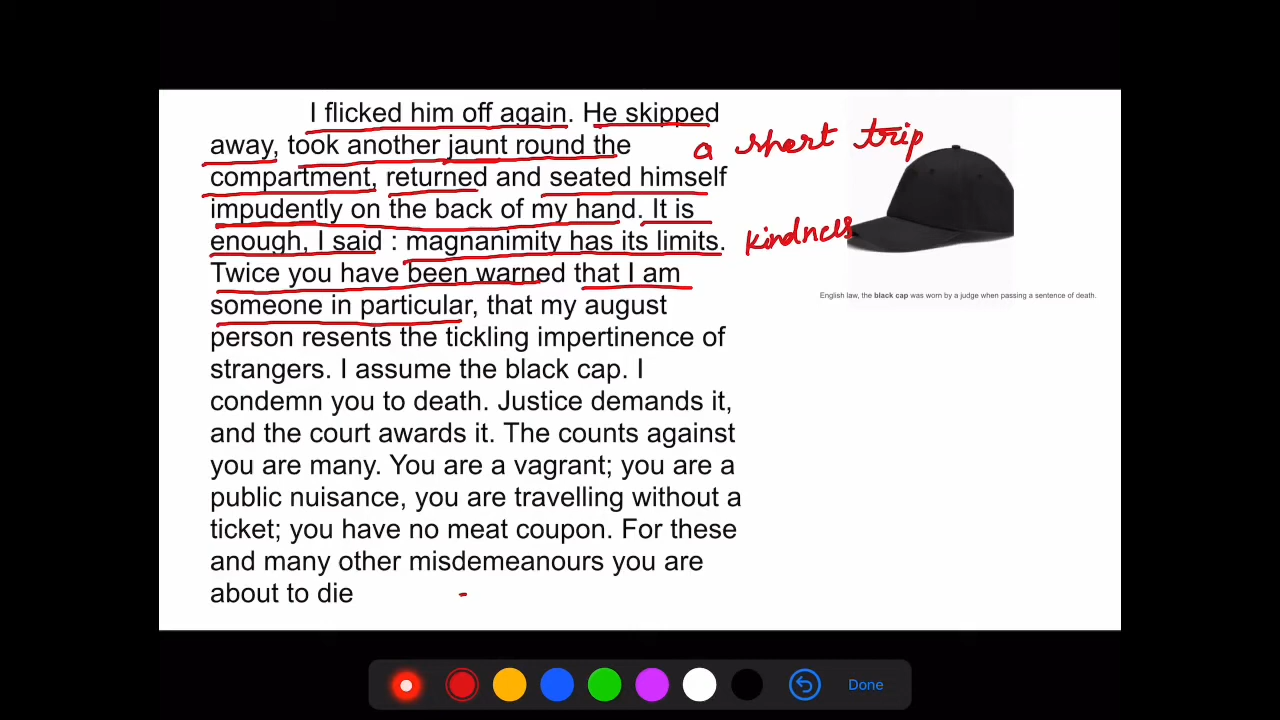 I flicked him off again. He skipped
away, took another jaunt round the
a short trip
compartment, returned and seated himself
impudently on the back of my hand. It is
enough, I said : magnanimity has its limits.
kindness
Twice you have been warned that I am
someone in particular, that my august
person resents the tickling impertinence of
strangers. I assume the black cap. I
condemn you to death. Justice demands it,
and the court awards it. The counts against
you are many. You are a vagrant; you are a
public nuisance, you are travelling without a
ticket; you have no meat coupon. For these
and many other misdemeanours you are
about to die
English law, the black cap was worn by a judge when passing a sentence of death.
Done